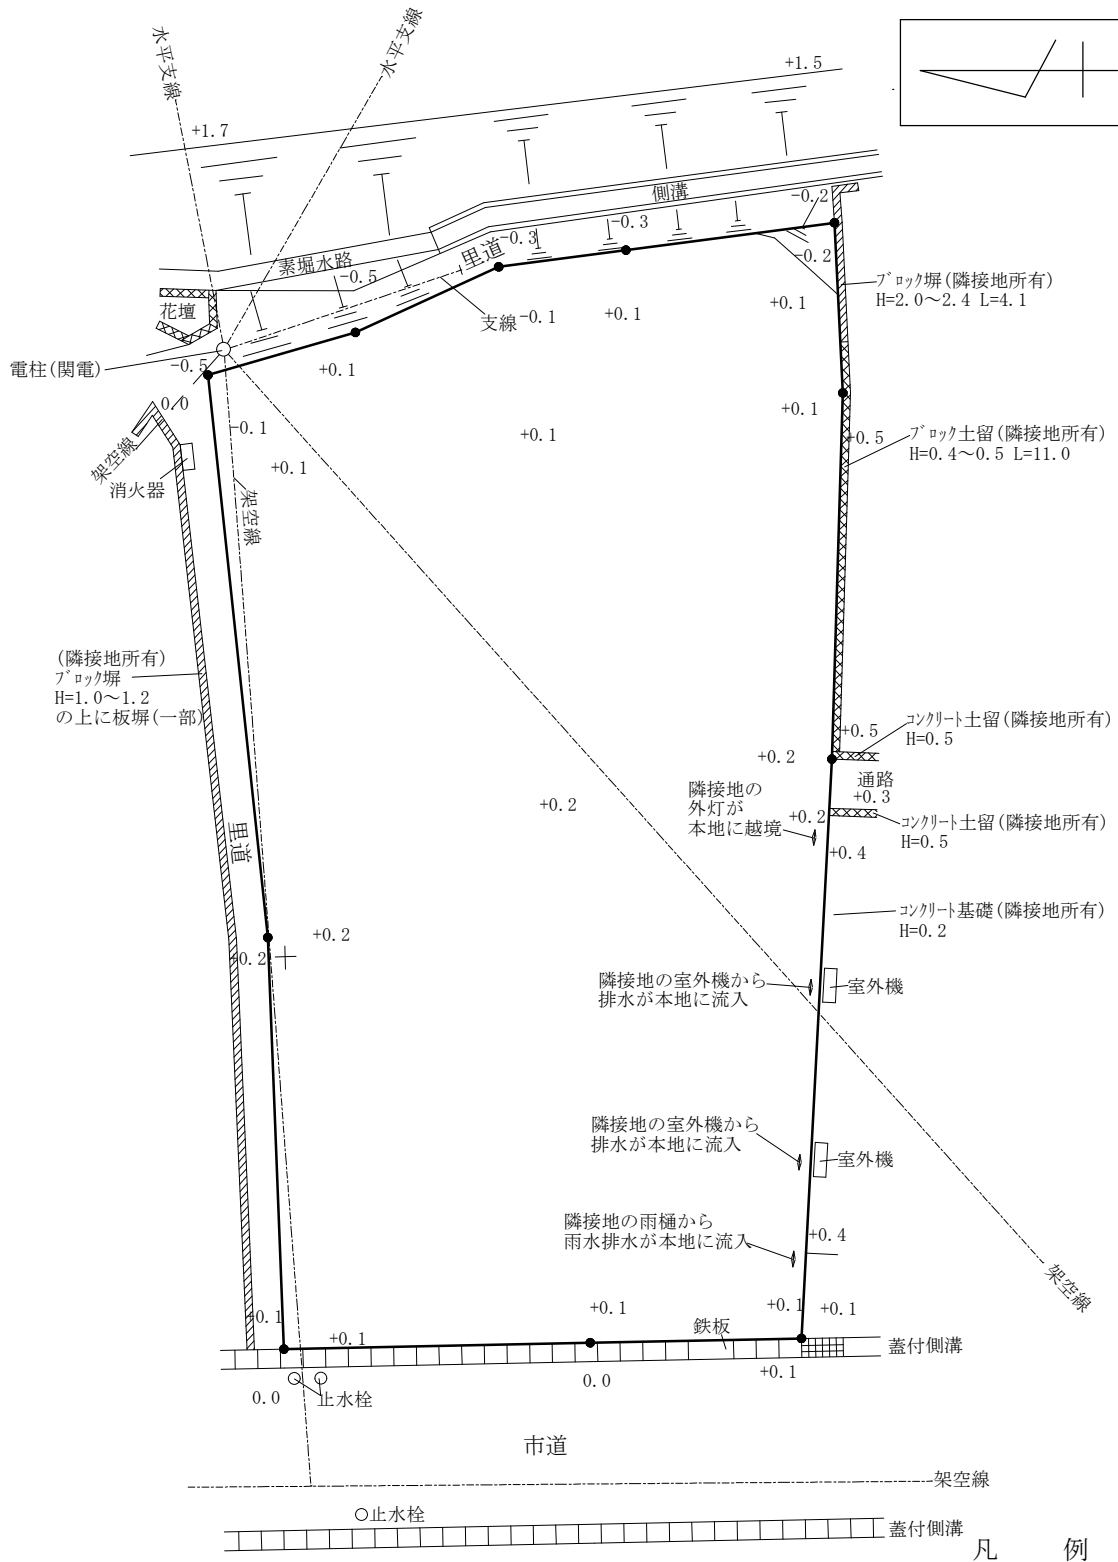 水平支線
水平支線
+1.5
+1.7
側溝
-0.2
-0.3
-0.3
里道
素堀水路
-0.5
-0.2
ブロック塀(隣接地所有)
H=2.0～2.4 L=4.1
花壇
支線
-0.1
+0.1
+0.1
電柱(関電)
-0.5
+0.1
0.0
-0.1
+0.1
+0.1
+0.5
ブロック土留(隣接地所有)
H=0.4～0.5 L=11.0
架空線
+0.1
消火器
架空線
(隣接地所有)
ブロック塀
H=1.0～1.2
の上に板塀(一部)
+0.5
コンクリート土留(隣接地所有)
H=0.5
+0.2
通路
+0.3
隣接地の
外灯が
本地に越境
+0.2
+0.2
コンクリート土留(隣接地所有)
H=0.5
里道
+0.4
コンクリート基礎(隣接地所有)
H=0.2
+0.2
+0.2
隣接地の室外機から
排水が本地に流入
室外機
隣接地の室外機から
排水が本地に流入
室外機
隣接地の雨樋から
雨水排水が本地に流入
+0.4
架空線
+0.1
+0.1
+0.1
+0.1
+0.1
鉄板
蓋付側溝
+0.1
0.0
0.0
止水栓
市道
架空線
止水栓
蓋付側溝
凡 例